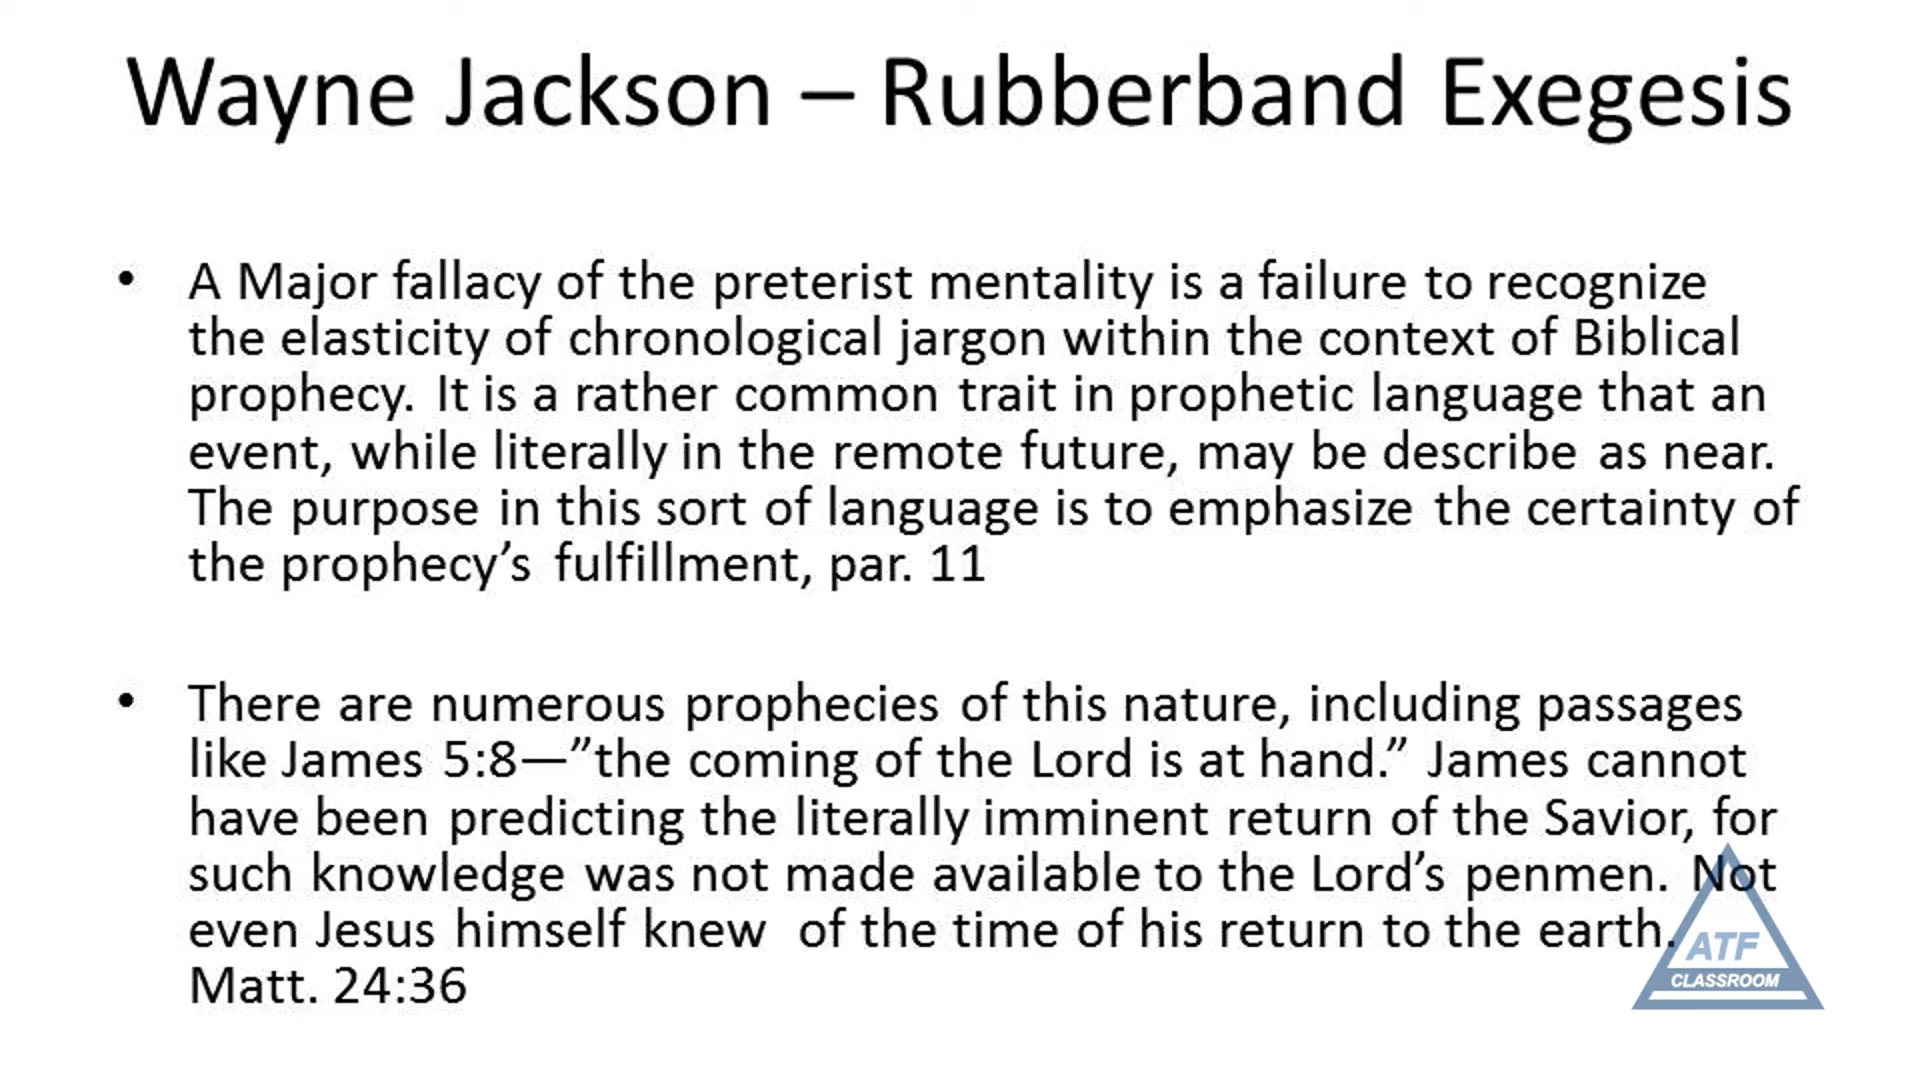 Wayne Jackson – Rubberband Exegesis
• A Major fallacy of the preterist mentality is a failure to recognize
the elasticity of chronological jargon within the context of Biblical
prophecy. It is a rather common trait in prophetic language that an
event, while literally in the remote future, may be describe as near.
The purpose in this sort of language is to emphasize the certainty of
the prophecy’s fulfillment, par. 11
• There are numerous prophecies of this nature, including passages
like James 5:8—”the coming of the Lord is at hand.” James cannot
have been predicting the literally imminent return of the Savior, for
such knowledge was not made available to the Lord’s penmen. Not
even Jesus himself knew of the time of his return to the earth.
Matt. 24:36
ATF
CLASSROOM